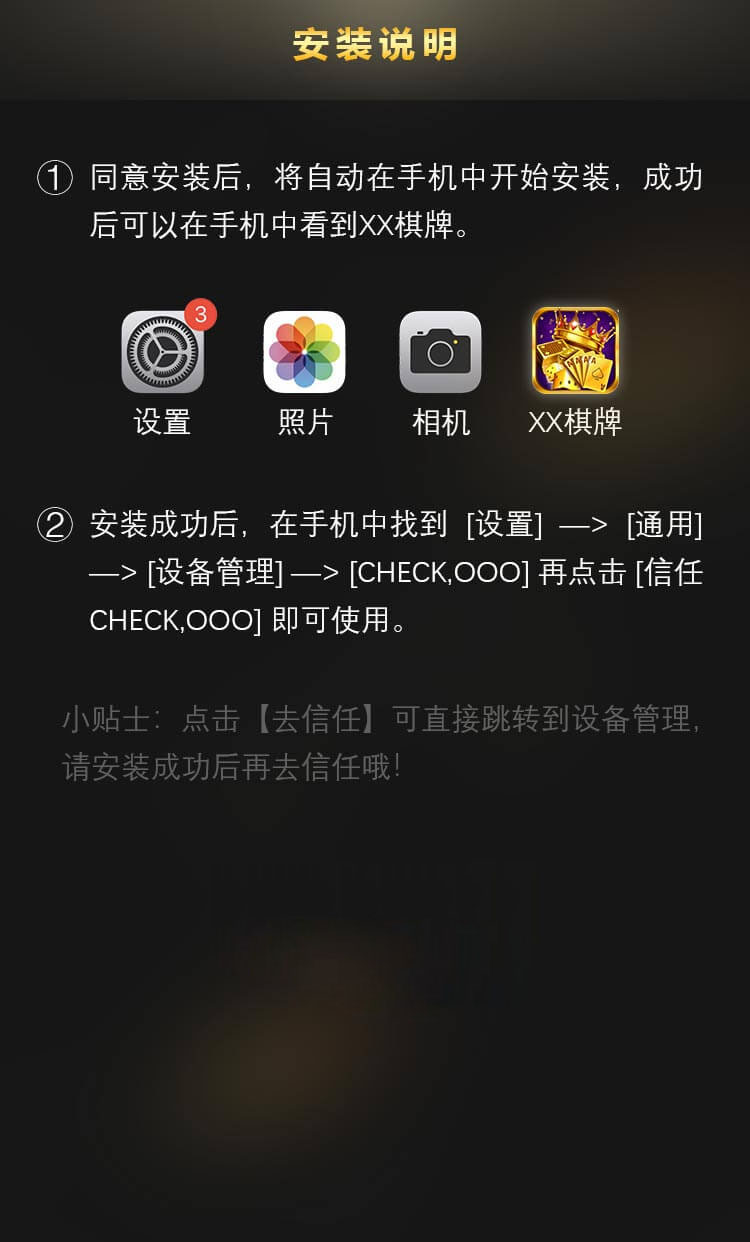 安装说明
① 同意安装后，将自动在手机中开始安装，成功
后可以在手机中看到XX棋牌。
3
设置 照片 相机 XX棋牌
② 安装成功后，在手机中找到 [设置] —> [通用]
—> [设备管理] —> [CHECK,OOO] 再点击 [信任
CHECK,OOO] 即可使用。
小贴士：点击【去信任】可直接跳转到设备管理，
请安装成功后再去信任哦！